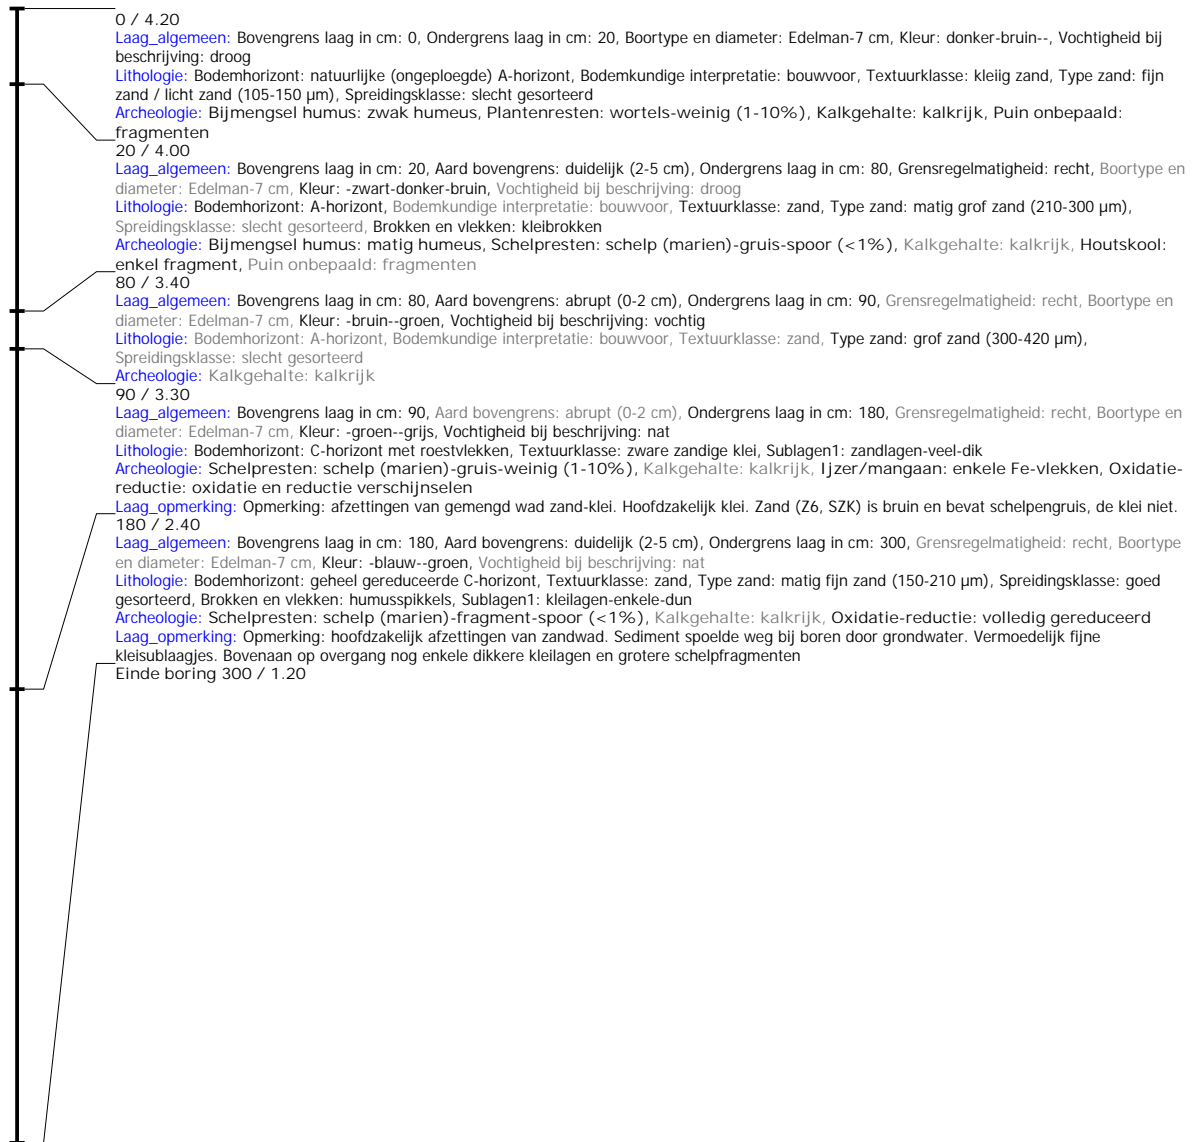 0 / 4.20
Laag_algemeen: Bovengrens laag in cm: 0, Ondergrens laag in cm: 20, Boortype en diameter: Edelman-7 cm, Kleur: donker-bruin--, Vochtigheid bij
beschrijving: droog
Lithologie: Bodemhorizont: natuurlijke (ongeploegde) A-horizont, Bodemkundige interpretatie: bouwvoor, Textuurklasse: kleiig zand, Type zand: fijn
zand / licht zand (105-150 µm), Spreidingsklasse: slecht gesorteerd
Archeologie: Bijmengsel humus: zwak humeus, Plantenresten: wortels-weinig (1-10%), Kalkgehalte: kalkrijk, Puin onbepaald:
fragmenten
20 / 4.00
Laag_algemeen: Bovengrens laag in cm: 20, Aard bovengrens: duidelijk (2-5 cm), Ondergrens laag in cm: 80, Grensregelmatigheid: recht, Boortype en
diameter: Edelman-7 cm, Kleur: -zwart-donker-bruin, Vochtigheid bij beschrijving: droog
Lithologie: Bodemhorizont: A-horizont, Bodemkundige interpretatie: bouwvoor, Textuurklasse: zand, Type zand: matig grof zand (210-300 µm),
Spreidingsklasse: slecht gesorteerd, Brokken en vlekken: kleibrokken
Archeologie: Bijmengsel humus: matig humeus, Schelpresten: schelp (marien)-gruis-spoor (<1%), Kalkgehalte: kalkrijk, Houtskool:
enkel fragment, Puin onbepaald: fragmenten
80 / 3.40
Laag_algemeen: Bovengrens laag in cm: 80, Aard bovengrens: abrupt (0-2 cm), Ondergrens laag in cm: 90, Grensregelmatigheid: recht, Boortype en
diameter: Edelman-7 cm, Kleur: -bruin--groen, Vochtigheid bij beschrijving: vochtig
Lithologie: Bodemhorizont: A-horizont, Bodemkundige interpretatie: bouwvoor, Textuurklasse: zand, Type zand: grof zand (300-420 µm),
Spreidingsklasse: slecht gesorteerd
Archeologie: Kalkgehalte: kalkrijk
90 / 3.30
Laag_algemeen: Bovengrens laag in cm: 90, Aard bovengrens: abrupt (0-2 cm), Ondergrens laag in cm: 180, Grensregelmatigheid: recht, Boortype en
diameter: Edelman-7 cm, Kleur: -groen--grijs, Vochtigheid bij beschrijving: nat
Lithologie: Bodemhorizont: C-horizont met roestvlekken, Textuurklasse: zware zandige klei, Sublagen1: zandlagen-veel-dik
Archeologie: Schelpresten: schelp (marien)-gruis-weinig (1-10%), Kalkgehalte: kalkrijk, Ijzer/mangaan: enkele Fe-vlekken, Oxidatie-
reductie: oxidatie en reductie verschijnselen
Laag_opmerking: Opmerking: afzettingen van gemengd wad zand-klei. Hoofdzakelijk klei. Zand (Z6, SZK) is bruin en bevat schelpengruis, de klei niet.
180 / 2.40
Laag_algemeen: Bovengrens laag in cm: 180, Aard bovengrens: duidelijk (2-5 cm), Ondergrens laag in cm: 300, Grensregelmatigheid: recht, Boortype
en diameter: Edelman-7 cm, Kleur: -blauw--groen, Vochtigheid bij beschrijving: nat
Lithologie: Bodemhorizont: geheel gereduceerde C-horizont, Textuurklasse: zand, Type zand: matig fijn zand (150-210 µm), Spreidingsklasse: goed
gesorteerd, Brokken en vlekken: humusspikkels, Sublagen1: kleilagen-enkele-dun
Archeologie: Schelpresten: schelp (marien)-fragment-spoor (<1%), Kalkgehalte: kalkrijk, Oxidatie-reductie: volledig gereduceerd
Laag_opmerking: Opmerking: hoofdzakelijk afzettingen van zandwad. Sediment spoelde weg bij boren door grondwater. Vermoedelijk fijne
kleisublaagjes. Bovenaan op overgang nog enkele dikkere kleilagen en grotere schelpfragmenten
Einde boring 300 / 1.20